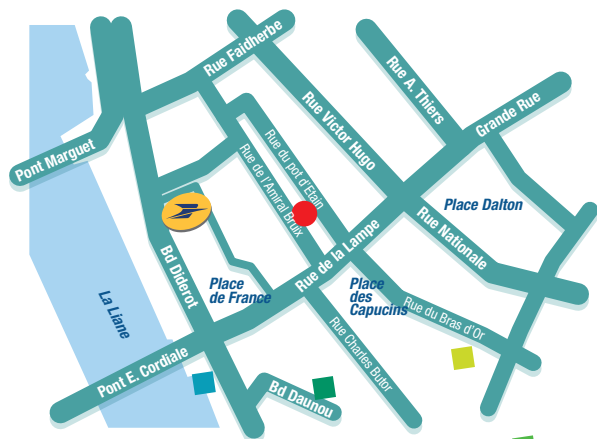 Rue Faidherbe
Rue A. Thiers
Grande Rue
Rue Victor Hugo
Pont Marguet
Rue du pot d'Etain
Rue de l'Amiral Bruix
Place Dalton
Rue Nationale
Rue de la Lampe
Bd Diderot
Place
de France
Place
des
Capucins
La Liane
Rue du Bras d'Or
Rue Charles Butor
Pont E. Cordiale
Bd Daunou